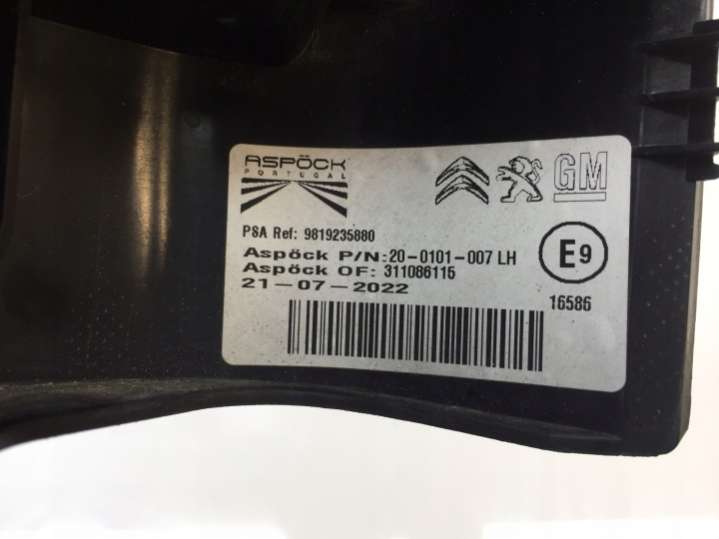 ASPÖCK
PORTUGAL
GM
PSA Ref: 9819235880
Aspöck P/N: 20-0101-007 LH
Aspöck OF: 311086115
21-07-2022
E9
16586